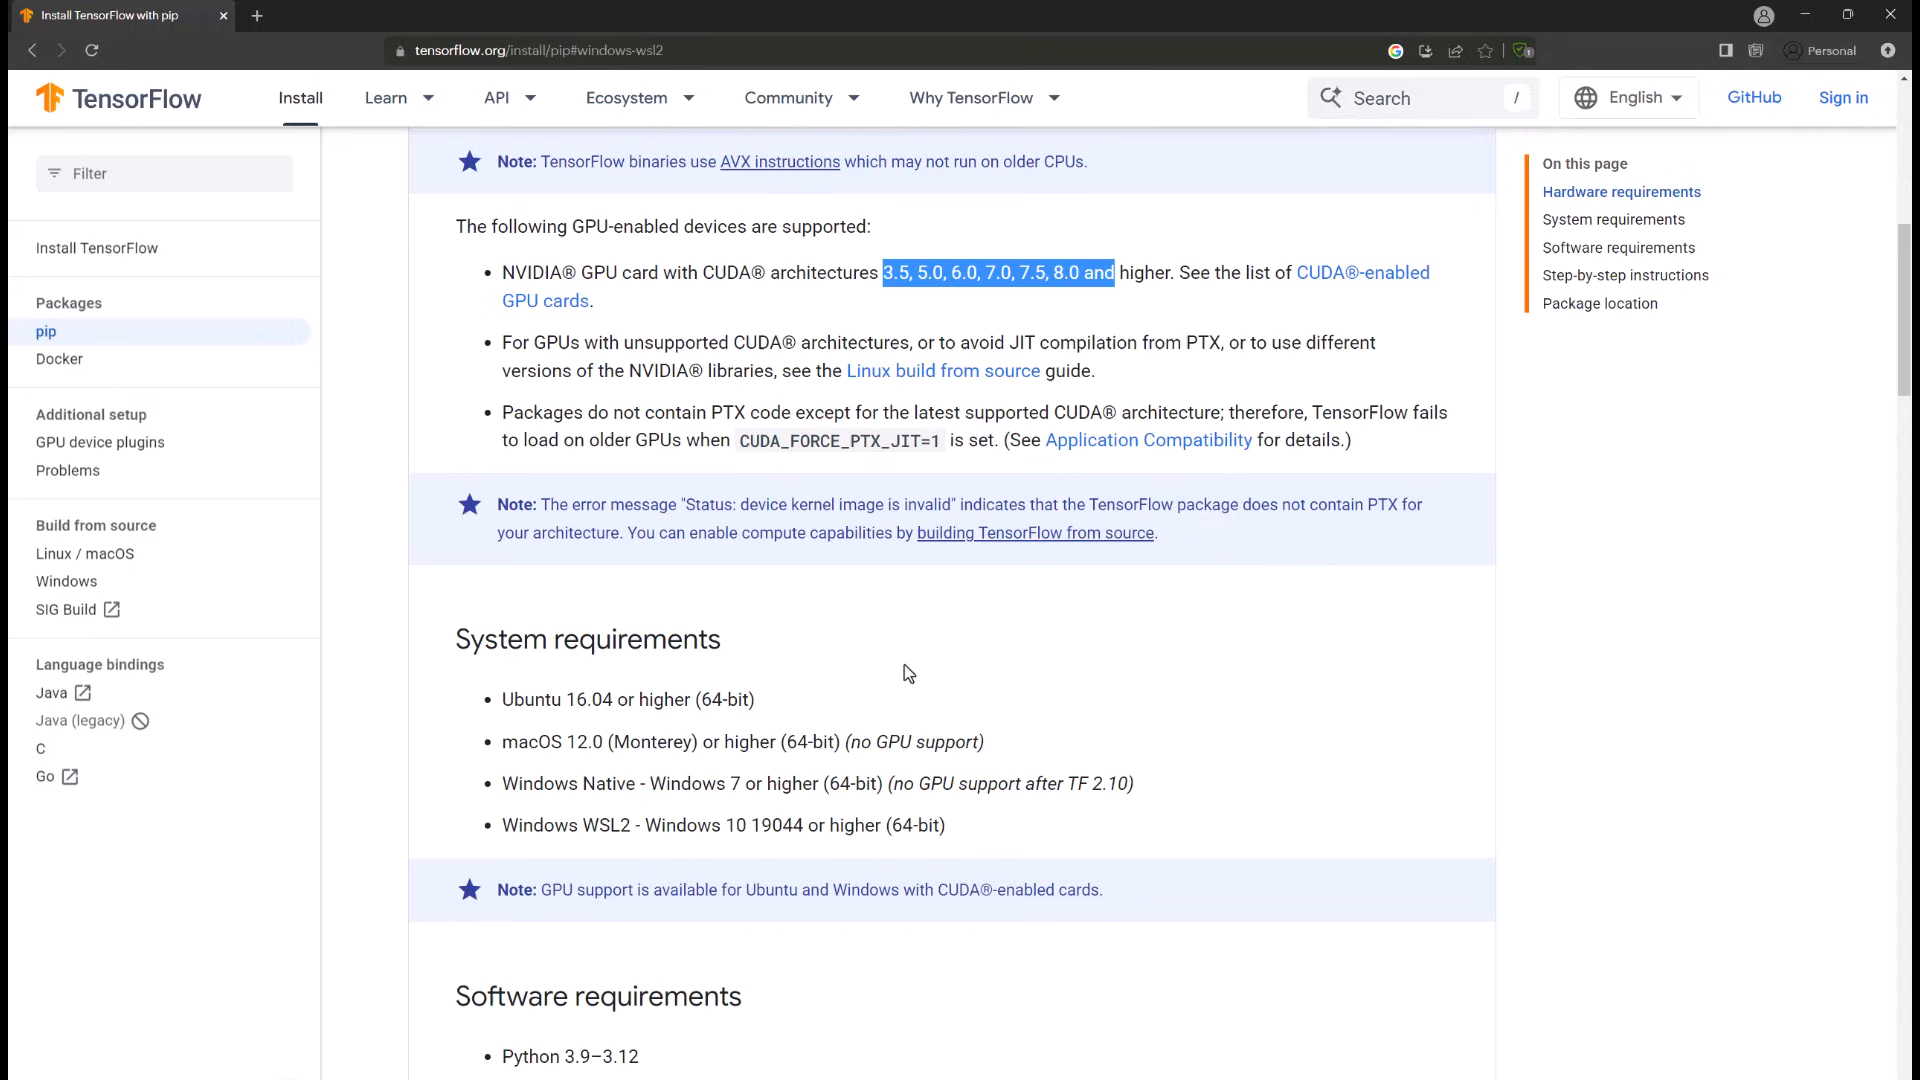 Install TensorFlow with pip
tensorflow.org/install/pip#windows-wsl2
Personal
TensorFlow
Install
Learn
API
Ecosystem
Community
Why TensorFlow
Search
/
English
GitHub
Sign in
Filter
Install TensorFlow
Packages
pip
Docker
Additional setup
GPU device plugins
Problems
Build from source
Linux / macOS
Windows
SIG Build
Language bindings
Java
Java (legacy)
C
Go
Note: TensorFlow binaries use AVX instructions which may not run on older CPUs.
The following GPU-enabled devices are supported:
• NVIDIA® GPU card with CUDA® architectures 3.5, 5.0, 6.0, 7.0, 7.5, 8.0 and higher. See the list of CUDA®-enabled
GPU cards.
• For GPUs with unsupported CUDA® architectures, or to avoid JIT compilation from PTX, or to use different
versions of the NVIDIA® libraries, see the Linux build from source guide.
• Packages do not contain PTX code except for the latest supported CUDA® architecture; therefore, TensorFlow fails
to load on older GPUs when CUDA_FORCE_PTX_JIT=1 is set. (See Application Compatibility for details.)
Note: The error message "Status: device kernel image is invalid" indicates that the TensorFlow package does not contain PTX for
your architecture. You can enable compute capabilities by building TensorFlow from source.
System requirements
• Ubuntu 16.04 or higher (64-bit)
• macOS 12.0 (Monterey) or higher (64-bit) (no GPU support)
• Windows Native - Windows 7 or higher (64-bit) (no GPU support after TF 2.10)
• Windows WSL2 - Windows 10 19044 or higher (64-bit)
Note: GPU support is available for Ubuntu and Windows with CUDA®-enabled cards.
Software requirements
• Python 3.9–3.12
On this page
Hardware requirements
System requirements
Software requirements
Step-by-step instructions
Package location